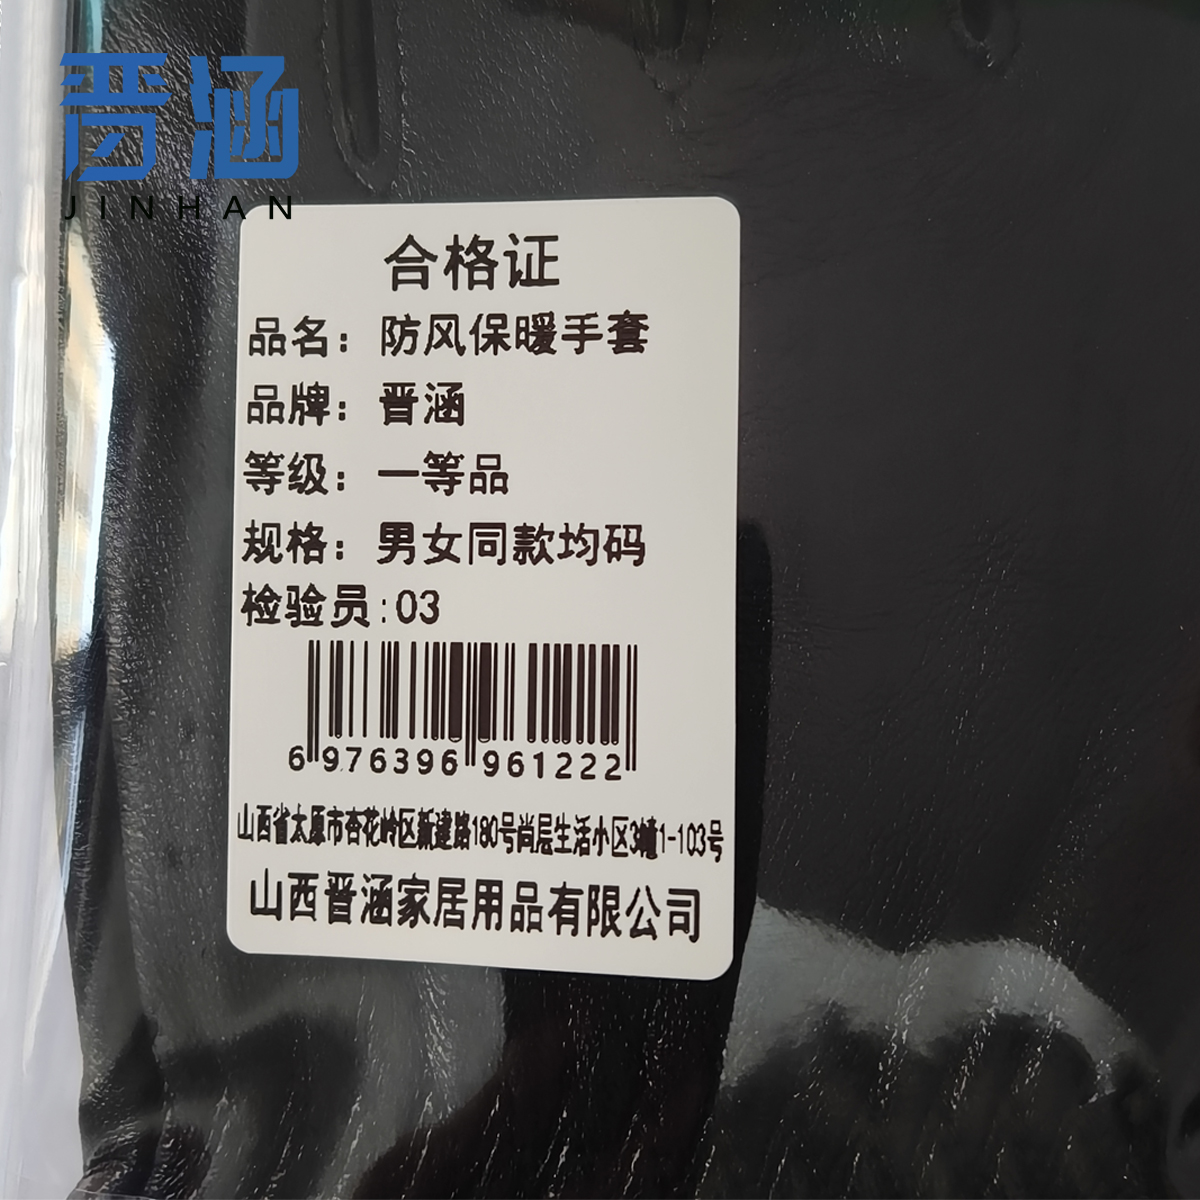 晋涵
JINHAN
合格证
品名：防风保暖手套
品牌：晋涵
等级：一等品
规格：男女同款均码
检验员:03
6 976396 961222
山西省太原市杏花岭区新建路180号尚层生活小区3幢1-103号
山西晋涵家居用品有限公司